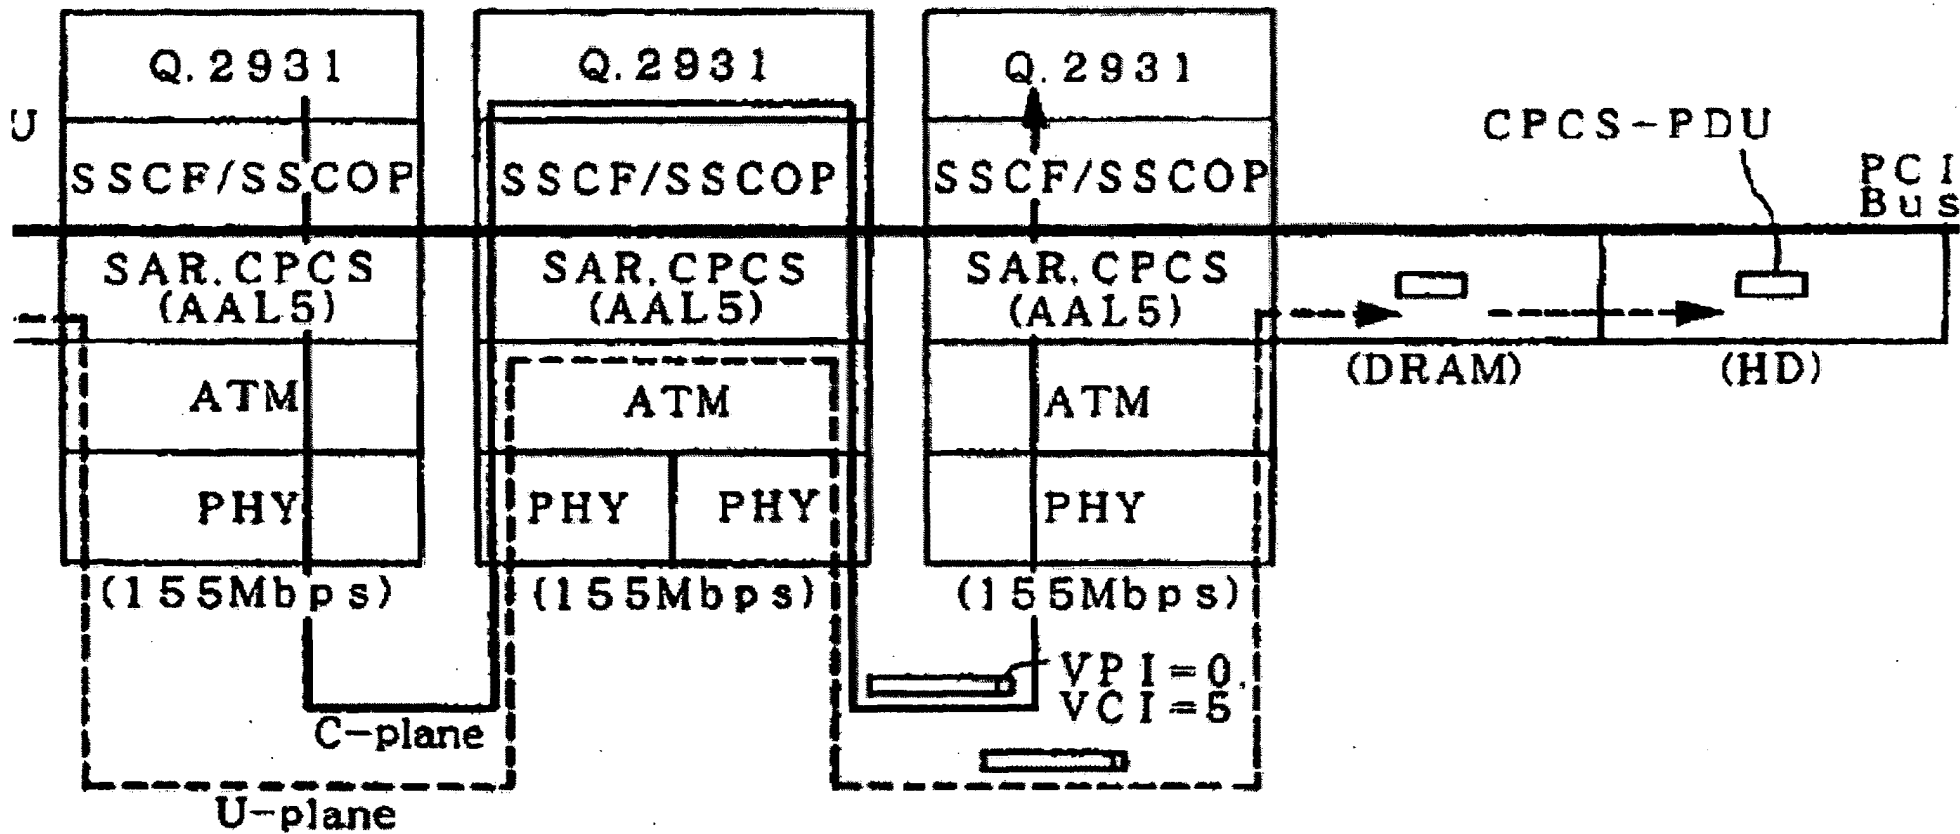 Q.2931
Q.2931
Q.2931
U
CPCS-PDU
SSCF/SSCOP
SSCF/SSCOP
SSCF/SSCOP
PCI
Bus
SAR.CPCS
(AAL5)
SAR.CPCS
(AAL5)
SAR.CPCS
(AAL5)
(DRAM)
(HD)
ATM
ATM
ATM
PHY
PHY
PHY
PHY
(155Mbps)
(155Mbps)
(155Mbps)
VPI=0.
VCI=5
C-plane
U-plane